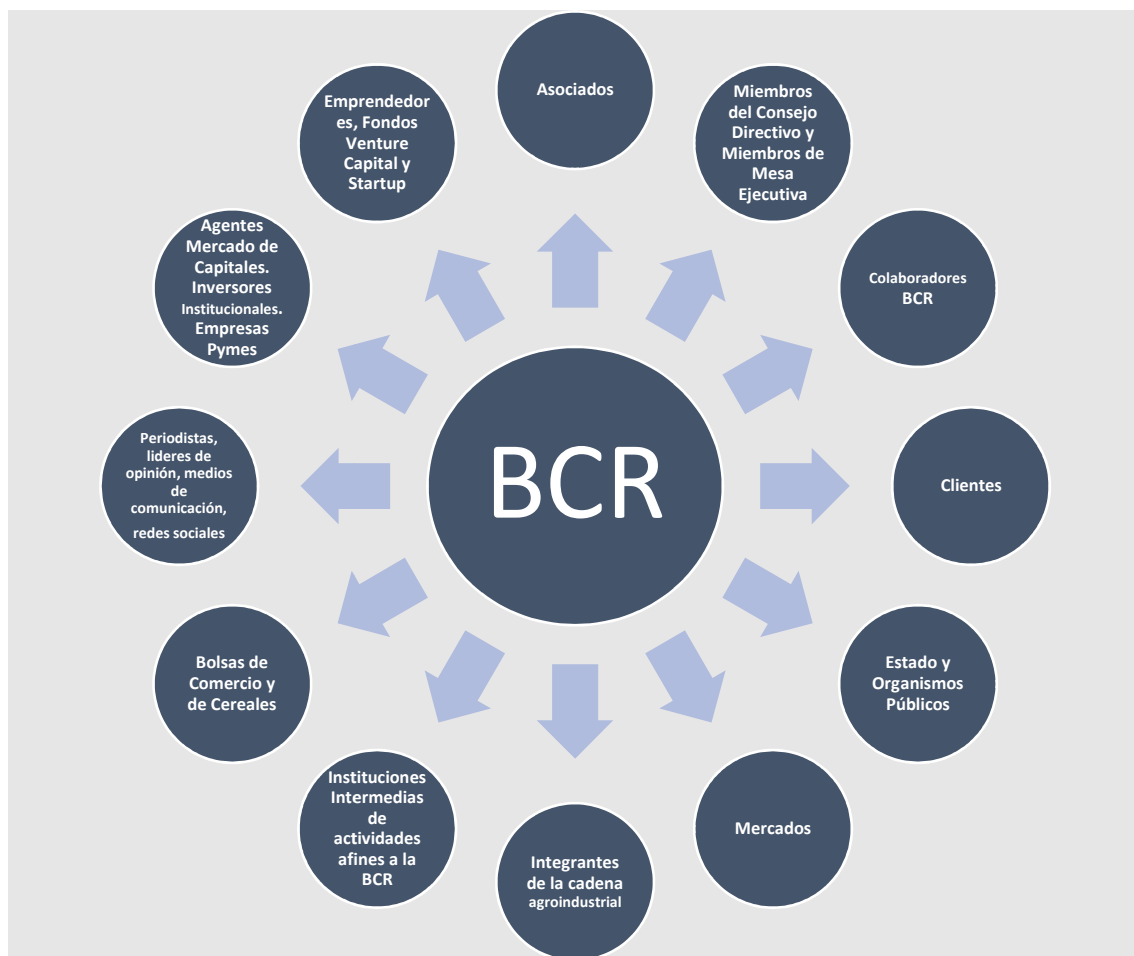 Asociados
Miembros
del Consejo
Directivo y
Miembros de
Mesa
Ejecutiva
Colaboradores
BCR
Clientes
Estado y
Organismos
Públicos
Mercados
Integrantes
de la cadena
agroindustrial
Instituciones
Intermedias
de
actividades
afines a la
BCR
Bolsas de
Comercio y
de Cereales
Periodistas,
lideres de
opinión, medios
de
comunicación,
redes sociales
Agentes
Mercado de
Capitales.
Inversores
Institucionales.
Empresas
Pymes
Emprendedor
es, Fondos
Venture
Capital y
Startup
BCR